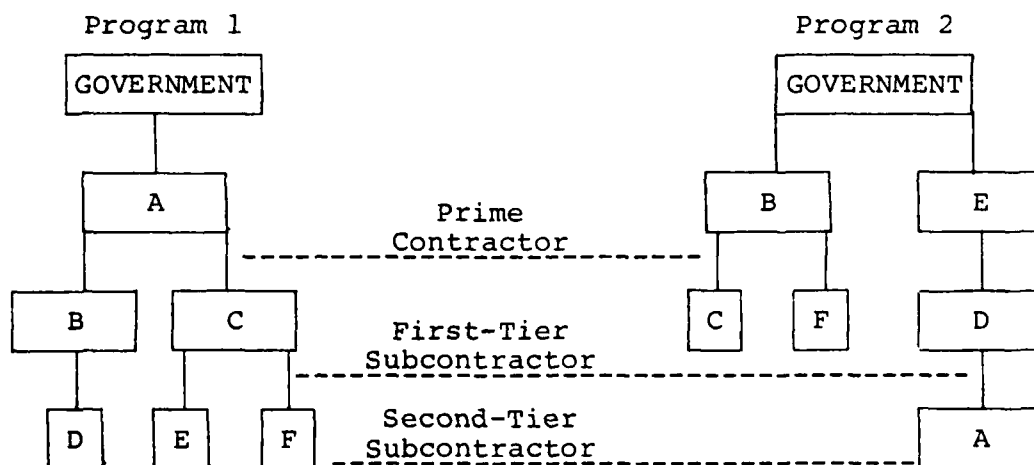 Program 1
Program 2
GOVERNMENT
GOVERNMENT
A
B
E
Prime
Contractor
B
C
C
F
D
First-Tier
Subcontractor
D
E
F
Second-Tier
Subcontractor
A